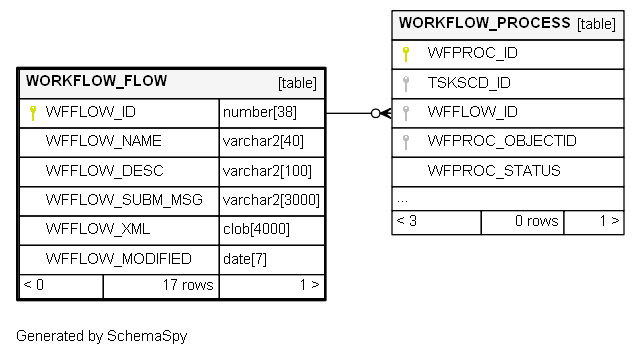 WORKFLOW_PROCESS [table]
WFPROC_ID
TSKSCD_ID
WFFLOW_ID
WFPROC_OBJECTID
WFPROC_STATUS
...
< 3 0 rows 1 >
WORKFLOW_FLOW [table]
WFFLOW_ID number[38]
WFFLOW_NAME varchar2[40]
WFFLOW_DESC varchar2[100]
WFFLOW_SUBM_MSG varchar2[3000]
WFFLOW_XML clob[4000]
WFFLOW_MODIFIED date[7]
< 0 17 rows 1 >
Generated by SchemaSpy